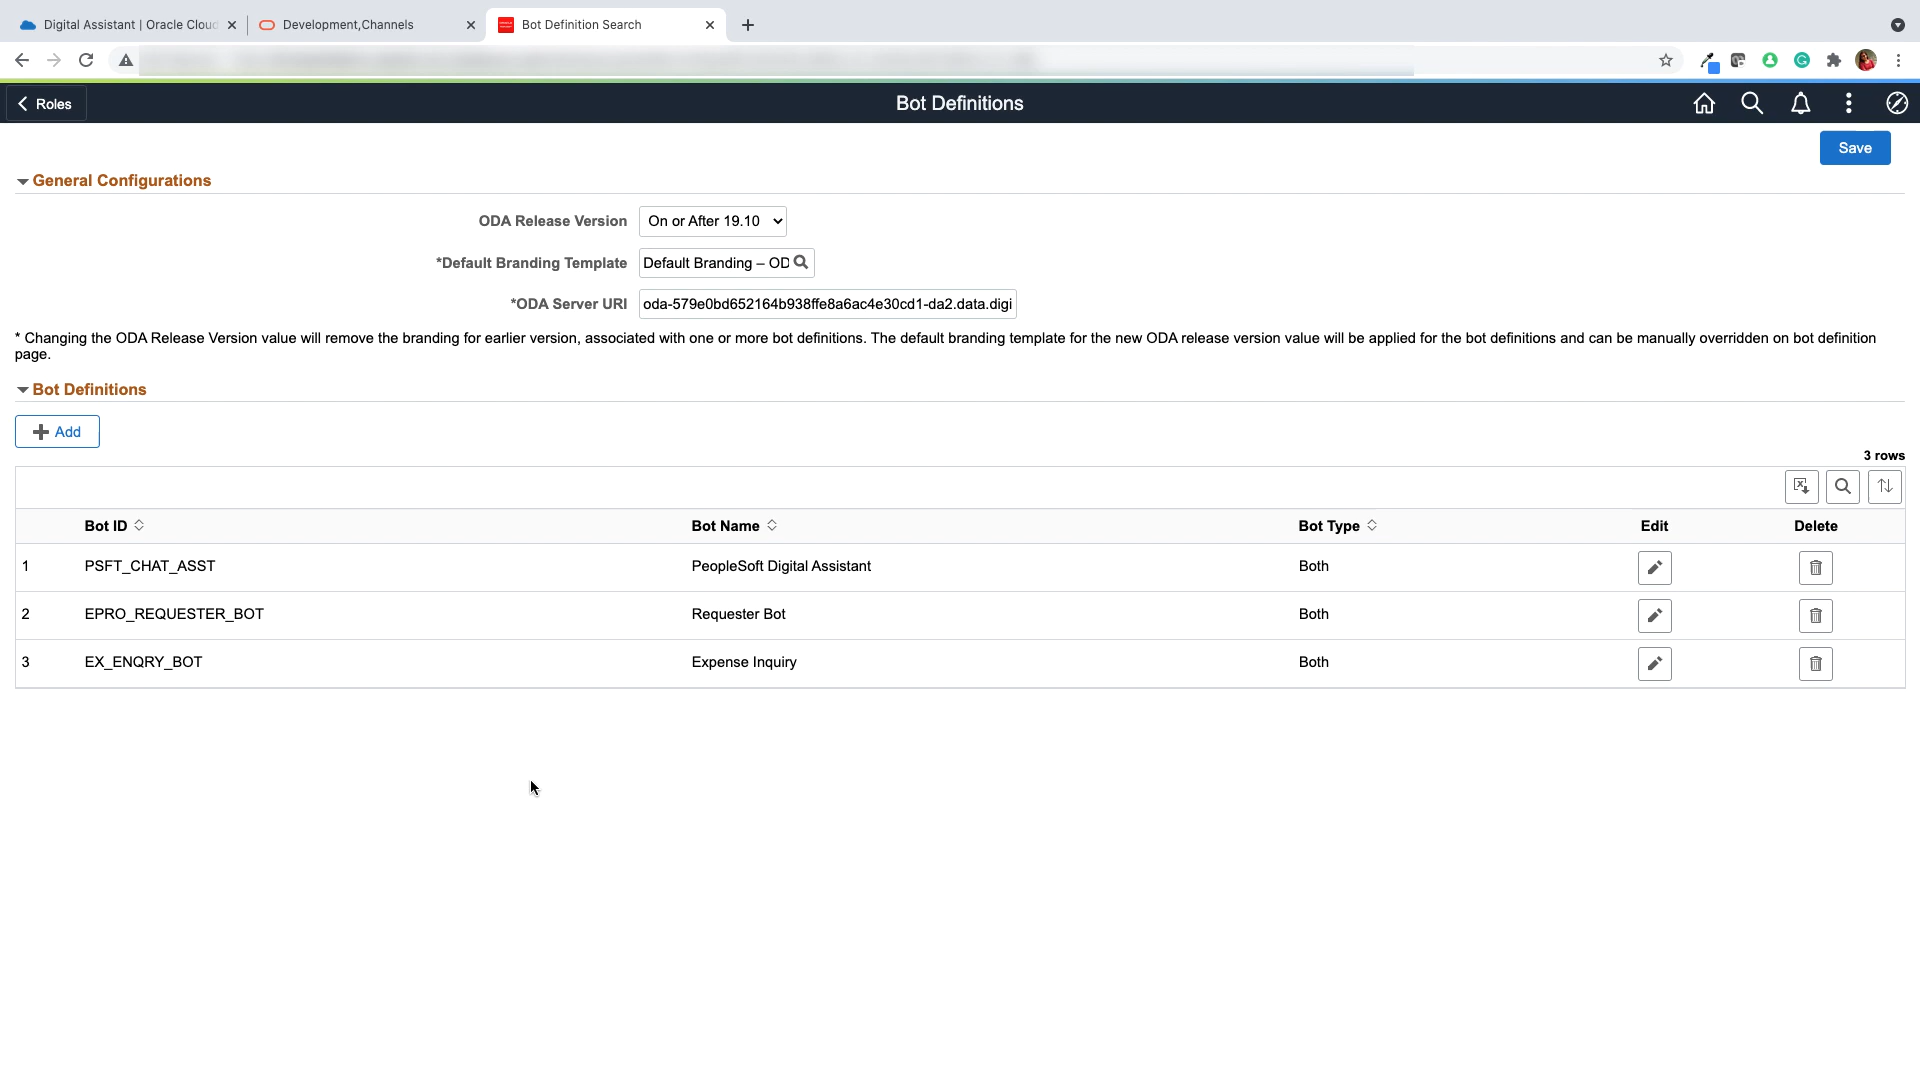 Digital Assistant | Oracle Cloud
Development,Channels
Bot Definition Search
Roles
Bot Definitions
Save
General Configurations
ODA Release Version
On or After 19.10
*Default Branding Template
Default Branding – OD
*ODA Server URI
oda-579e0bd652164b938ffe8a6ac4e30cd1-da2.data.digi
* Changing the ODA Release Version value will remove the branding for earlier version, associated with one or more bot definitions. The default branding template for the new ODA release version value will be applied for the bot definitions and can be manually overridden on bot definition
page.
Bot Definitions
Add
3 rows
Bot ID Bot Name Bot Type Edit Delete
1 PSFT_CHAT_ASST PeopleSoft Digital Assistant Both
2 EPRO_REQUESTER_BOT Requester Bot Both
3 EX_ENQRY_BOT Expense Inquiry Both